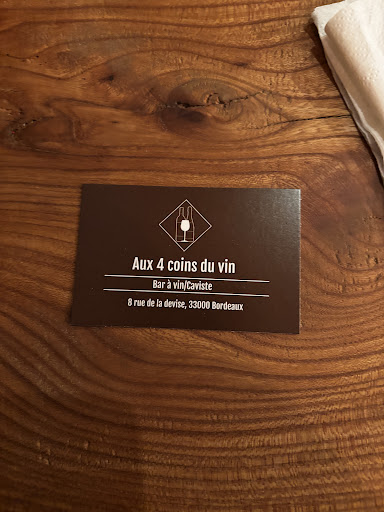 Aux 4 coins du vin
Bar à vin/Caviste
8 rue de la devise, 33000 Bordeaux